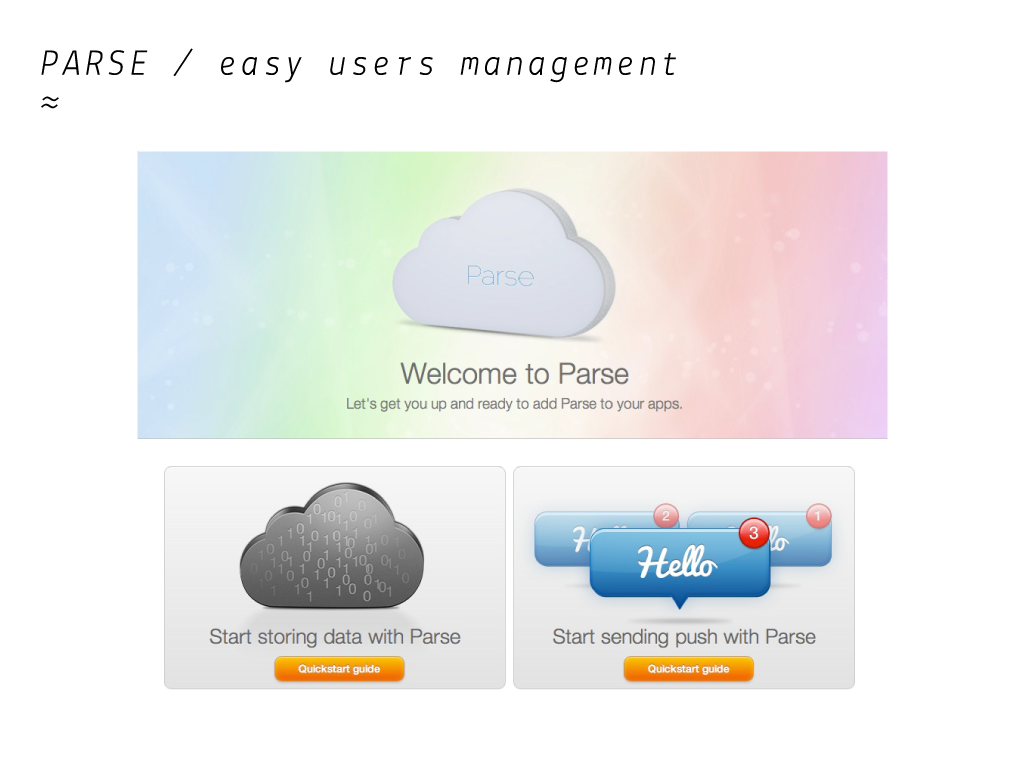 PARSE / easy users management
≈
Parse
Welcome to Parse
Let's get you up and ready to add Parse to your apps.
2
1
3
Hello
Start storing data with Parse
Start sending push with Parse
Quickstart guide
Quickstart guide